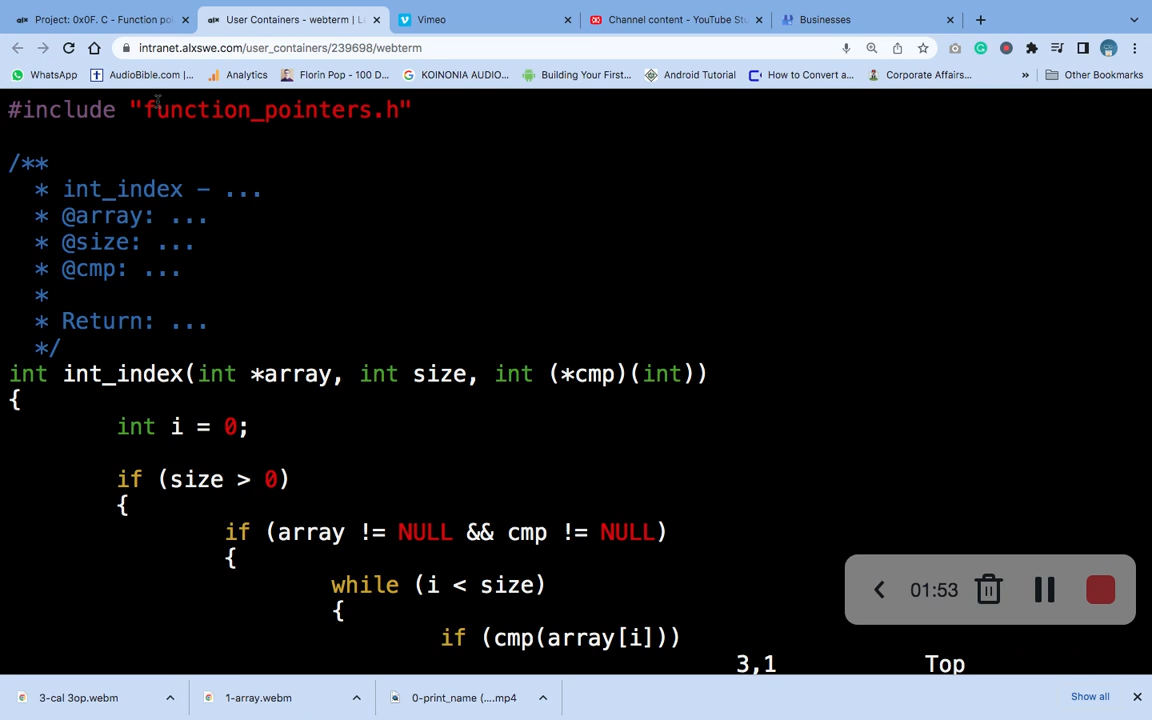 Project: 0x0F. C - Function poi
User Containers - webterm | L
Vimeo
Channel content - YouTube Stu
Businesses
intranet.alxswe.com/user_containers/239698/webterm
WhatsApp
AudioBible.com |...
Analytics
Florin Pop - 100 D...
KOINONIA AUDIO...
Building Your First...
Android Tutorial
How to Convert a...
Corporate Affairs...
»
Other Bookmarks
#include "function_pointers.h"
/**
* int_index - ...
* @array: ...
* @size: ...
* @cmp: ...
*
* Return: ...
*/
int int_index(int *array, int size, int (*cmp)(int))
{
int i = 0;
if (size > 0)
{
if (array != NULL && cmp != NULL)
{
while (i < size)
{
if (cmp(array[i]))
01:53
3,1 Top
3-cal 3op.webm
1-array.webm
0-print_name (....mp4
Show all